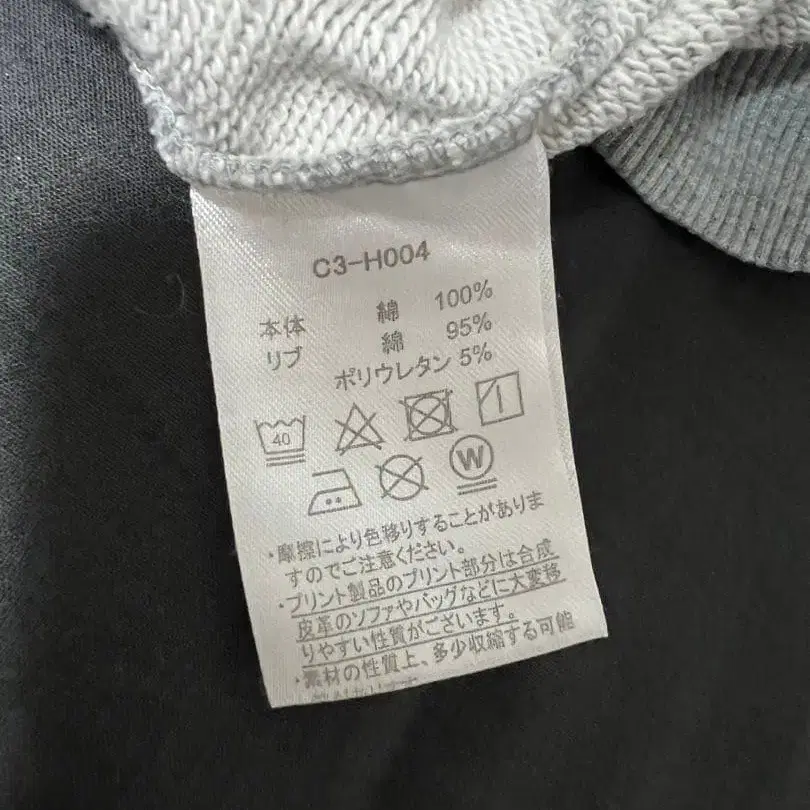 C3-H004
本体 綿 100%
リブ 綿 95%
ポリウレタン 5%
40
W
・摩擦により色移りすることがありま
すのでご注意ください。
・プリント製品のプリント部分は合成
皮革のソファやバッグなどに大変移
りやすい性質がございます。
・素材の性質上、多少収縮する可能